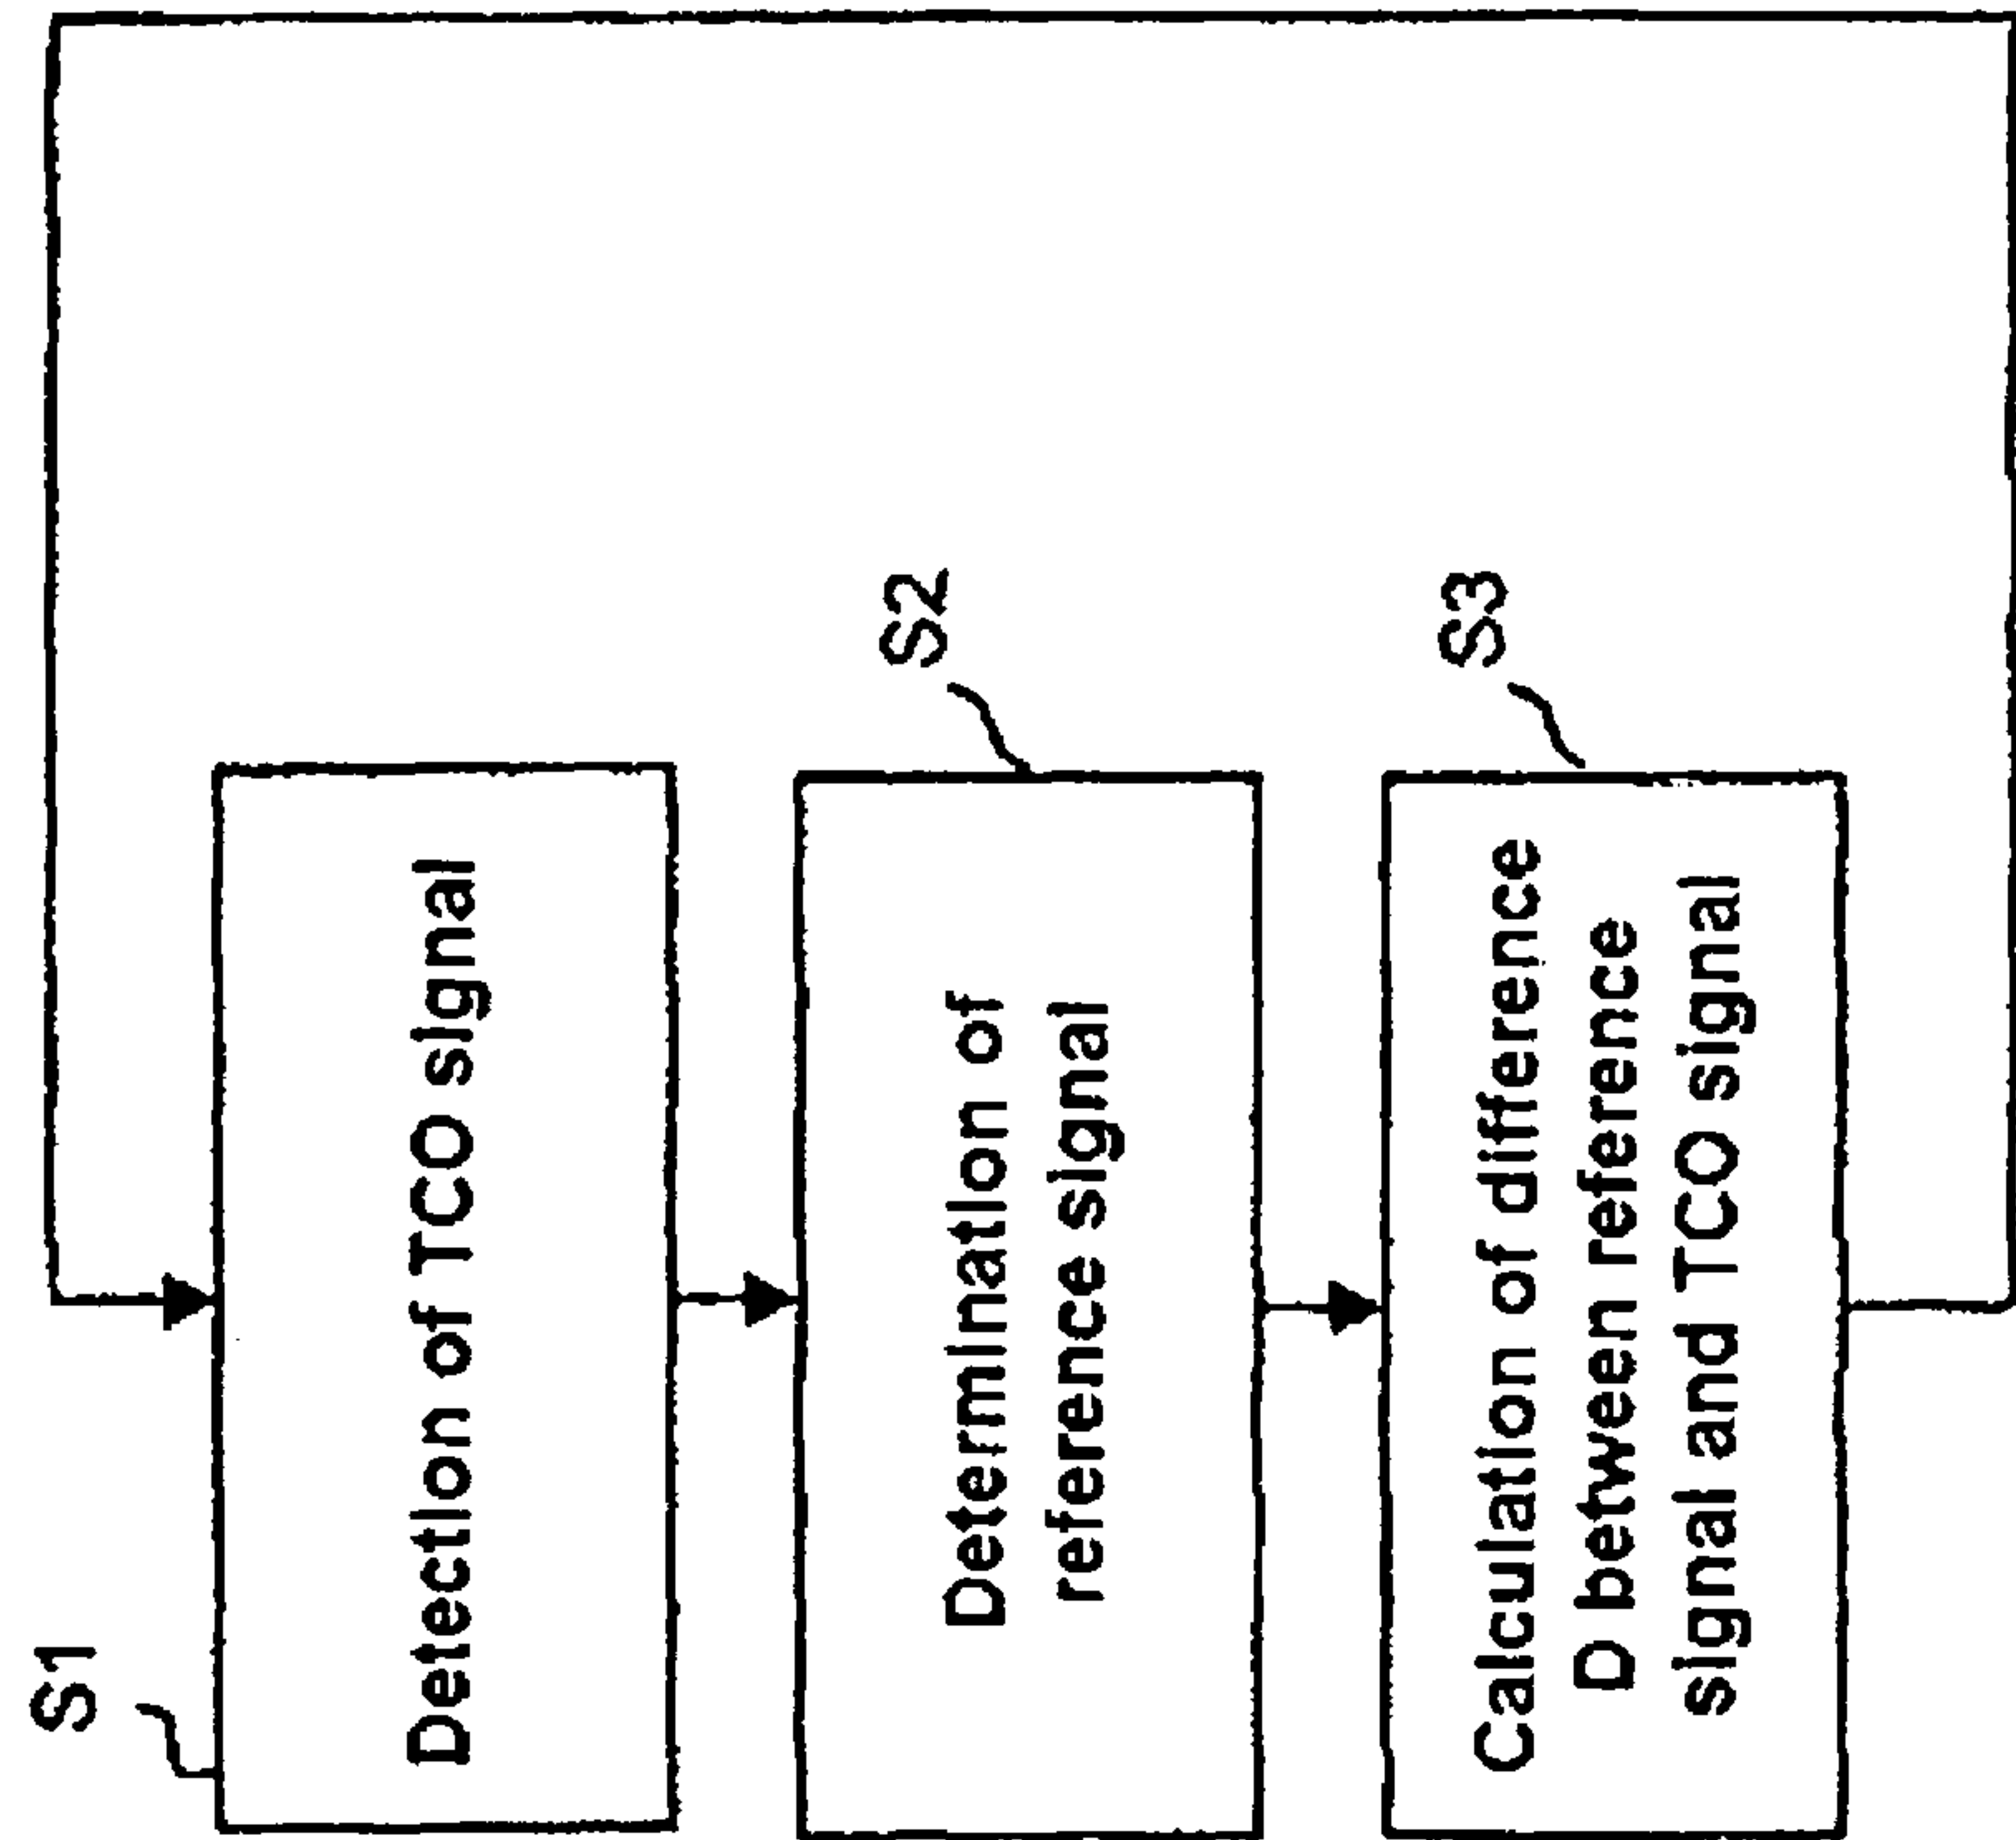 S1
Detection of TCO signal
S2
Determination of
reference signal
S3
Calculation of difference
D between reference
signal and TCO signal